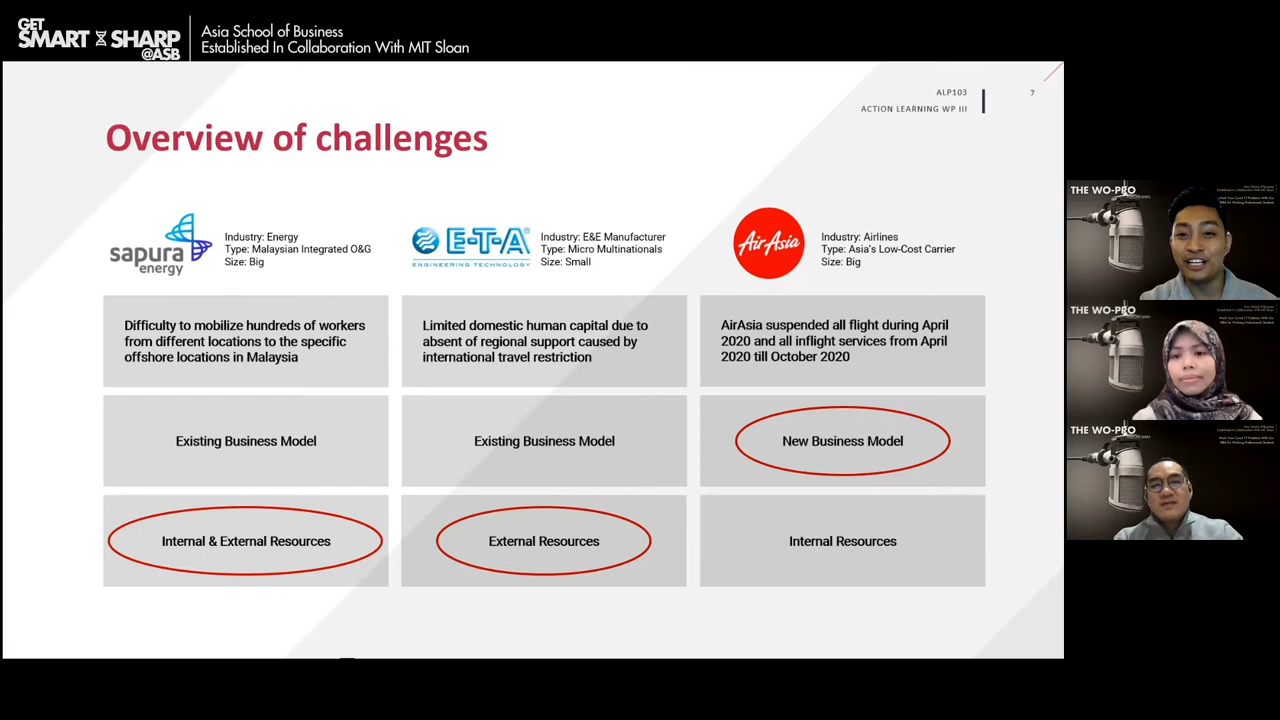 GET
SMART SHARP
@ASB
Asia School of Business
Established In Collaboration With MIT Sloan
ALP103
7
ACTION LEARNING WP III
Overview of challenges
sapura
energy
Industry: Energy
Type: Malaysian Integrated O&G
Size: Big
E-T-A
ENGINEERING TECHNOLOGY
Industry: E&E Manufacturer
Type: Micro Multinationals
Size: Small
AirAsia
Industry: Airlines
Type: Asia's Low-Cost Carrier
Size: Big
Difficulty to mobilize hundreds of workers
from different locations to the specific
offshore locations in Malaysia
Limited domestic human capital due to
absent of regional support caused by
international travel restriction
AirAsia suspended all flight during April
2020 and all inflight services from April
2020 till October 2020
Existing Business Model
Existing Business Model
New Business Model
Internal & External Resources
External Resources
Internal Resources
THE WO-PRO
THE WO-PRO
THE WO-PRO